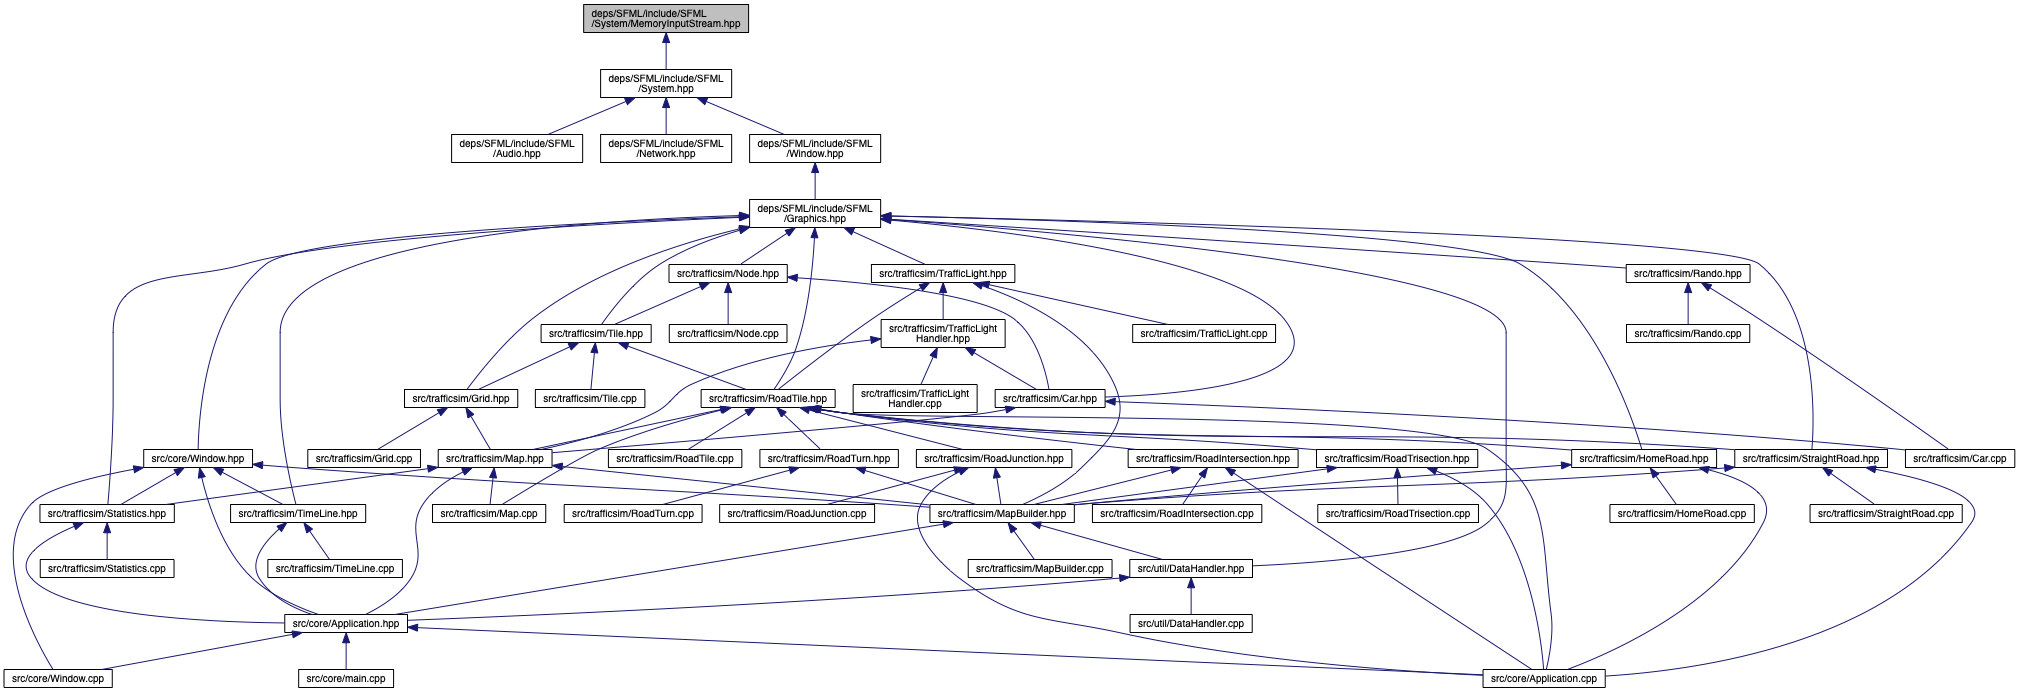 deps/SFML/include/SFML
/System/MemoryInputStream.hpp
deps/SFML/include/SFML
/System.hpp
deps/SFML/include/SFML
/Audio.hpp
deps/SFML/include/SFML
/Network.hpp
deps/SFML/include/SFML
/Window.hpp
deps/SFML/include/SFML
/Graphics.hpp
src/trafficsim/Node.hpp
src/trafficsim/TrafficLight.hpp
src/trafficsim/Rando.hpp
src/trafficsim/Tile.hpp
src/trafficsim/Node.cpp
src/trafficsim/TrafficLight
Handler.hpp
src/trafficsim/TrafficLight.cpp
src/trafficsim/Rando.cpp
src/trafficsim/Grid.hpp
src/trafficsim/Tile.cpp
src/trafficsim/RoadTile.hpp
src/trafficsim/TrafficLight
Handler.cpp
src/trafficsim/Car.hpp
src/core/Window.hpp
src/trafficsim/Grid.cpp
src/trafficsim/Map.hpp
src/trafficsim/RoadTile.cpp
src/trafficsim/RoadTurn.hpp
src/trafficsim/RoadJunction.hpp
src/trafficsim/RoadIntersection.hpp
src/trafficsim/RoadTrisection.hpp
src/trafficsim/HomeRoad.hpp
src/trafficsim/StraightRoad.hpp
src/trafficsim/Car.cpp
src/trafficsim/Statistics.hpp
src/trafficsim/TimeLine.hpp
src/trafficsim/Map.cpp
src/trafficsim/RoadTurn.cpp
src/trafficsim/RoadJunction.cpp
src/trafficsim/MapBuilder.hpp
src/trafficsim/RoadIntersection.cpp
src/trafficsim/RoadTrisection.cpp
src/trafficsim/HomeRoad.cpp
src/trafficsim/StraightRoad.cpp
src/trafficsim/Statistics.cpp
src/trafficsim/TimeLine.cpp
src/trafficsim/MapBuilder.cpp
src/util/DataHandler.hpp
src/core/Application.hpp
src/util/DataHandler.cpp
src/core/Window.cpp
src/core/main.cpp
src/core/Application.cpp